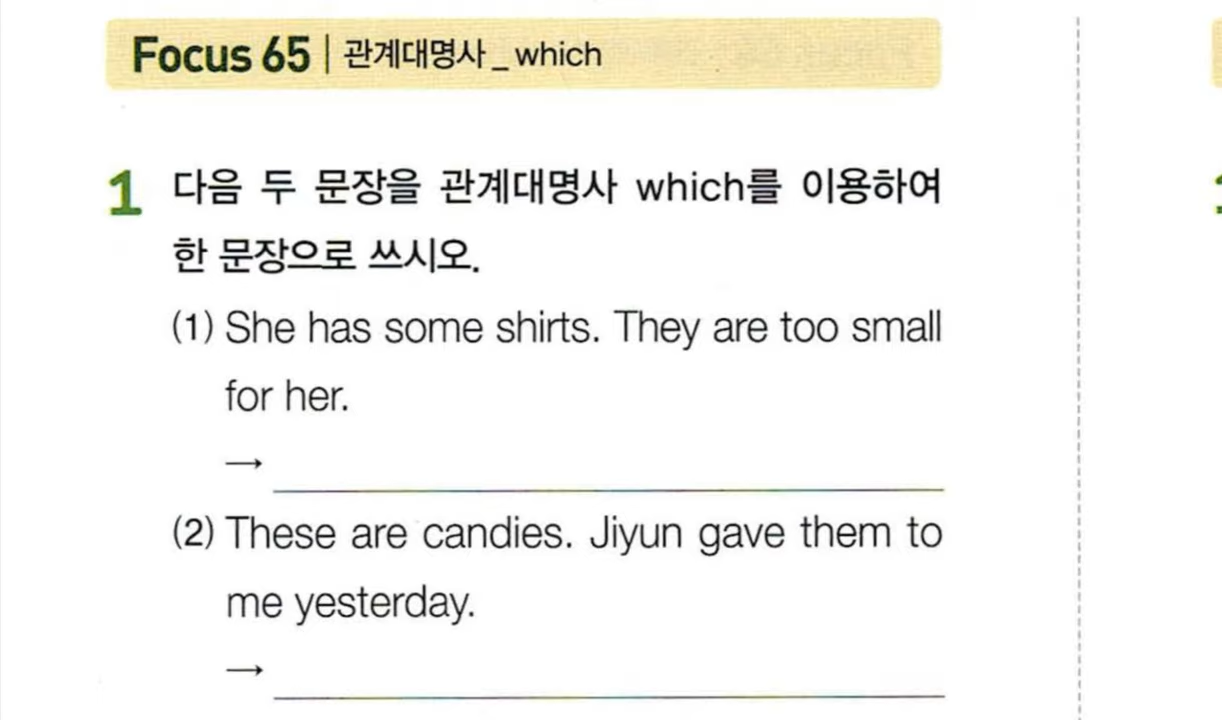 Focus 65 | 관계대명사 _ which
1 다음 두 문장을 관계대명사 which를 이용하여
한 문장으로 쓰시오.
(1) She has some shirts. They are too small
for her.
→
(2) These are candies. Jiyun gave them to
me yesterday.
→